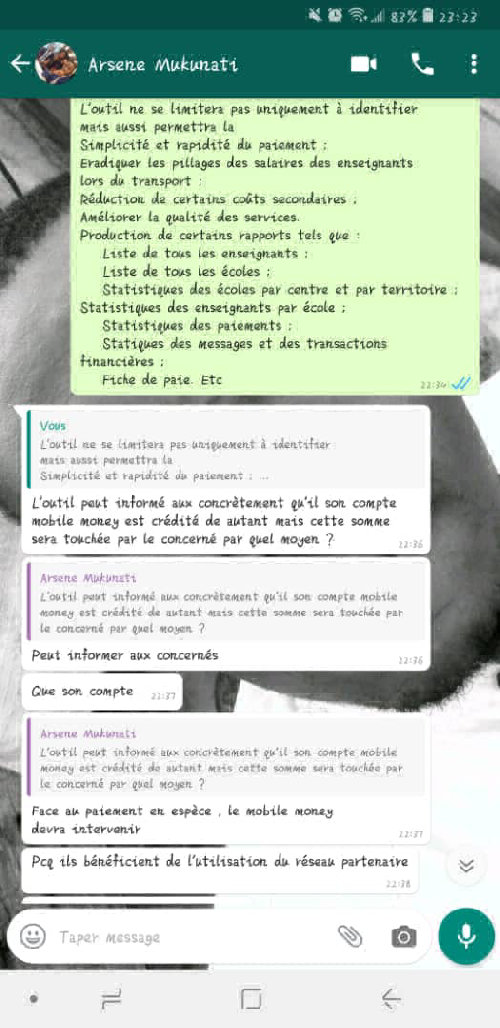 83% 23:23
Arsene Mukunati
L'outil ne se limitera pas uniquement à identifier
mais aussi permettra la
Simplicité et rapidité du paiement ;
Eradiquer les pillages des salaires des enseignants
lors du transport ;
Réduction de certains coûts secondaires ;
Améliorer la qualité des services.
Production de certains rapports tels que :
Liste de tous les enseignants ;
Liste de tous les écoles ;
Statistiques des écoles par centre et par territoire ;
Statistiques des enseignants par école ;
Statistiques des paiements ;
Statiques des messages et des transactions
financières ;
Fiche de paie. Etc
22:34
Vous
L'outil ne se limitera pas uniquement à identifier
mais aussi permettra la
Simplicité et rapidité du paiement ; ...
L'outil peut informé aux concrètement qu'il son compte
mobile money est crédité de autant mais cette somme
sera touchée par le concerné par quel moyen ?
22:36
Arsene Mukunati
L'outil peut informé aux concrètement qu'il son compte mobile
money est crédité de autant mais cette somme sera touchée par
le concerné par quel moyen ?
Peut informer aux concernés
22:36
Que son compte 22:37
Arsene Mukunati
L'outil peut informé aux concrètement qu'il son compte mobile
money est crédité de autant mais cette somme sera touchée par
le concerné par quel moyen ?
Face au paiement en espèce , le mobile money
devra intervenir
22:37
Pcq ils bénéficient de l'utilisation du réseau partenaire
22:38
Taper message